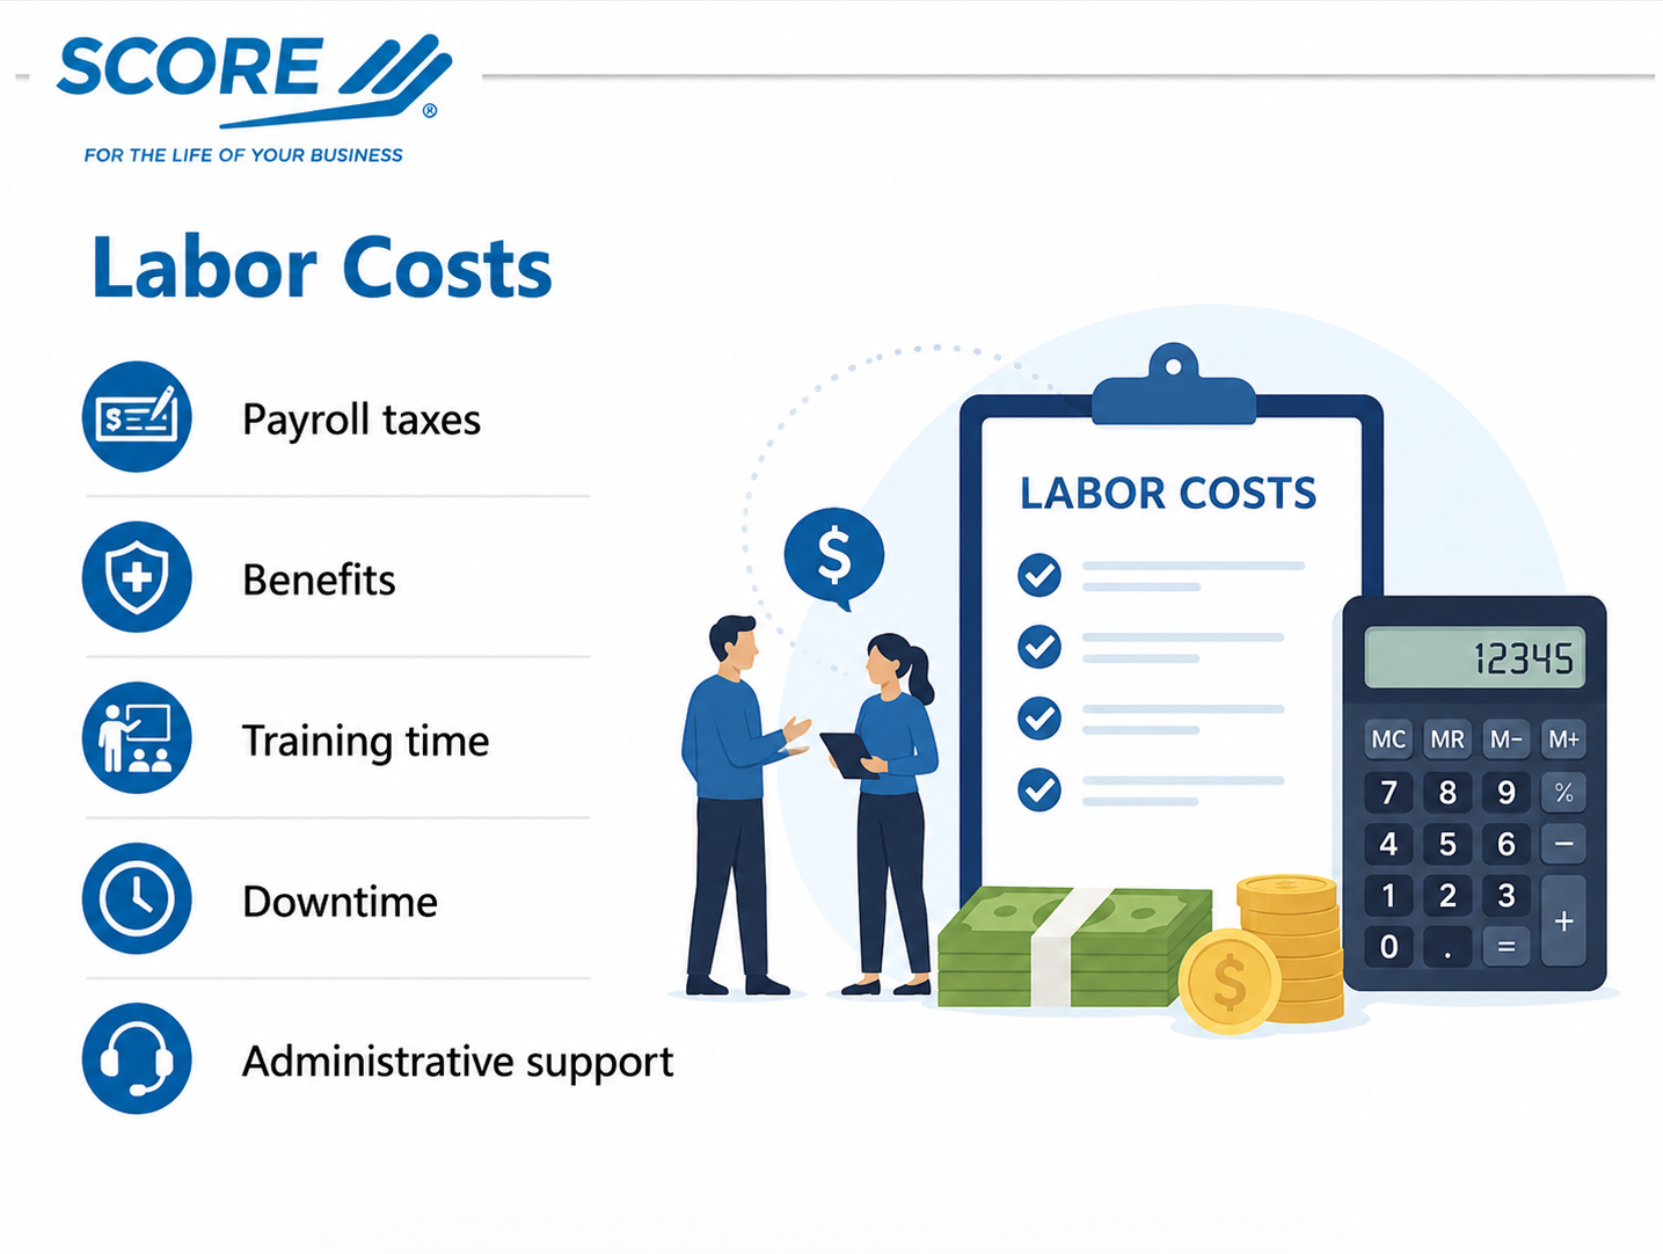 SCORE
®
FOR THE LIFE OF YOUR BUSINESS
Labor Costs
$
Payroll taxes
Benefits
Training time
Downtime
Administrative support
$
LABOR COSTS
$
12345
MC MR M− M+
7 8 9 %
4 5 6 −
1 2 3 +
0 . =